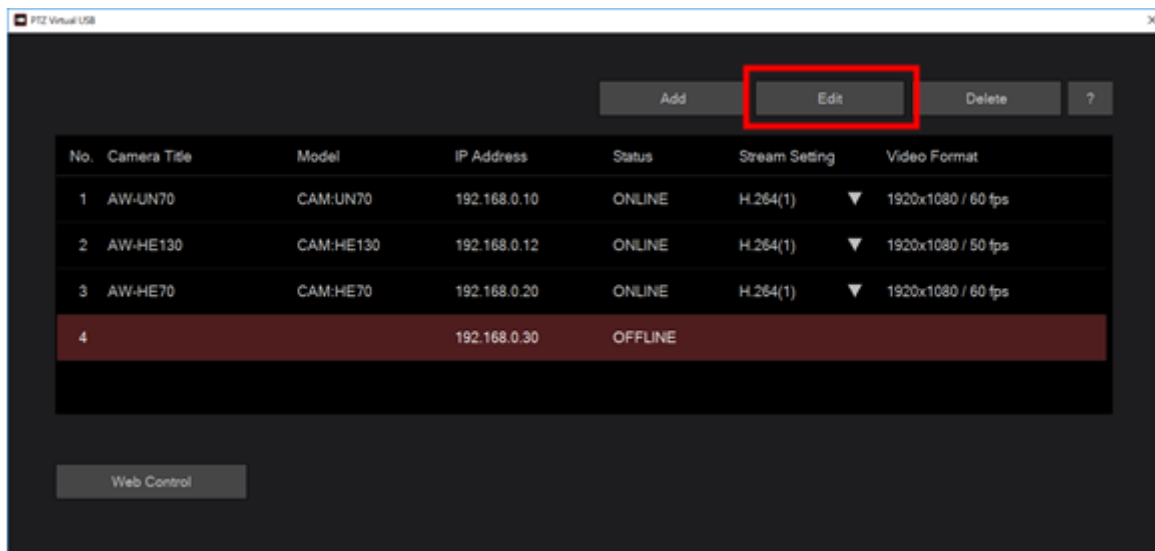 PTZ Virtual USB
Add Edit Delete ?
No. Camera Title Model IP Address Status Stream Setting Video Format
1 AW-UN70 CAM:UN70 192.168.0.10 ONLINE H.264(1) ▼ 1920x1080 / 60 fps
2 AW-HE130 CAM:HE130 192.168.0.12 ONLINE H.264(1) ▼ 1920x1080 / 50 fps
3 AW-HE70 CAM:HE70 192.168.0.20 ONLINE H.264(1) ▼ 1920x1080 / 60 fps
4 192.168.0.30 OFFLINE
Web Control